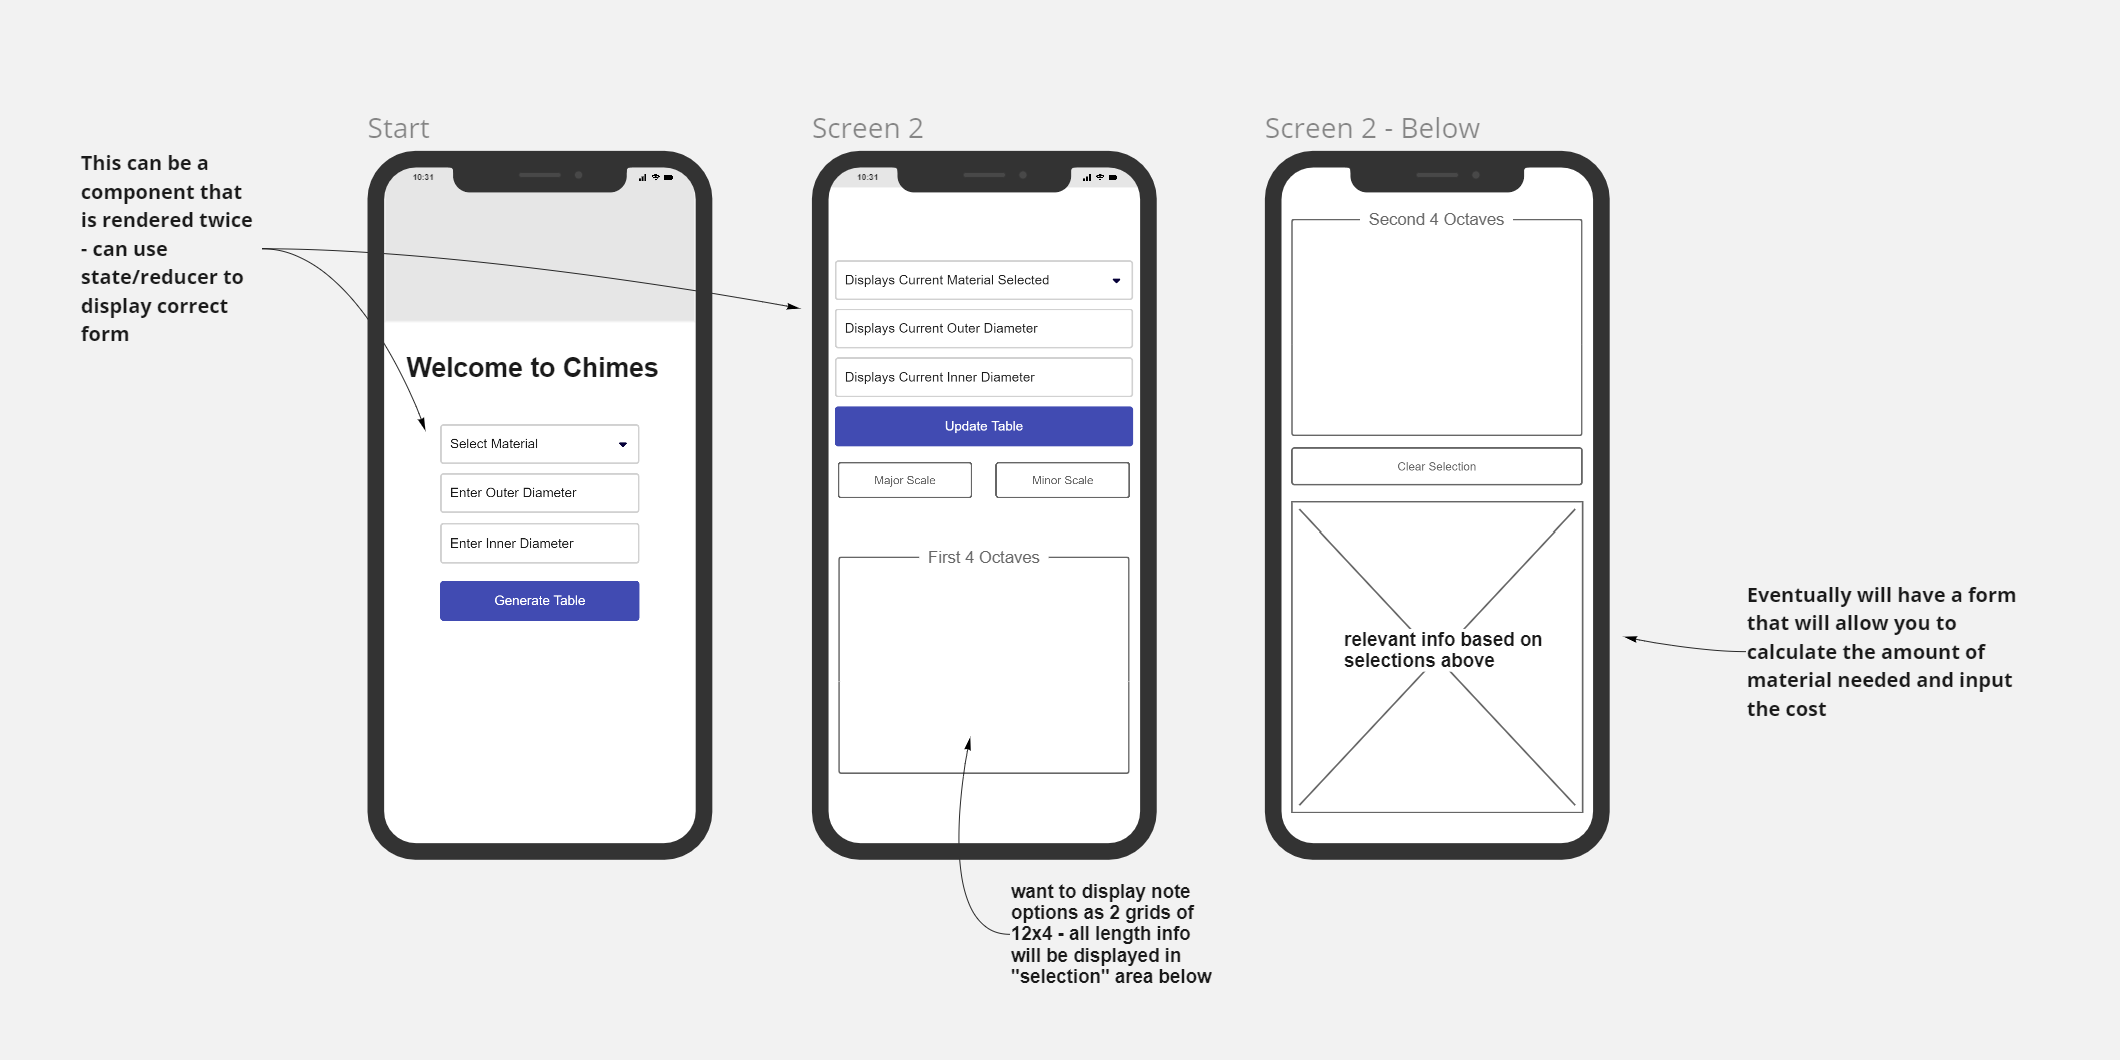 Start
Screen 2
Screen 2 - Below
This can be a
component that
is rendered twice
- can use
state/reducer to
display correct
form
10:31
Welcome to Chimes
Select Material
Enter Outer Diameter
Enter Inner Diameter
Generate Table
10:31
Displays Current Material Selected
Displays Current Outer Diameter
Displays Current Inner Diameter
Update Table
Major Scale
Minor Scale
First 4 Octaves
want to display note
options as 2 grids of
12x4 - all length info
will be displayed in
"selection" area below
Second 4 Octaves
Clear Selection
relevant info based on
selections above
Eventually will have a form
that will allow you to
calculate the amount of
material needed and input
the cost